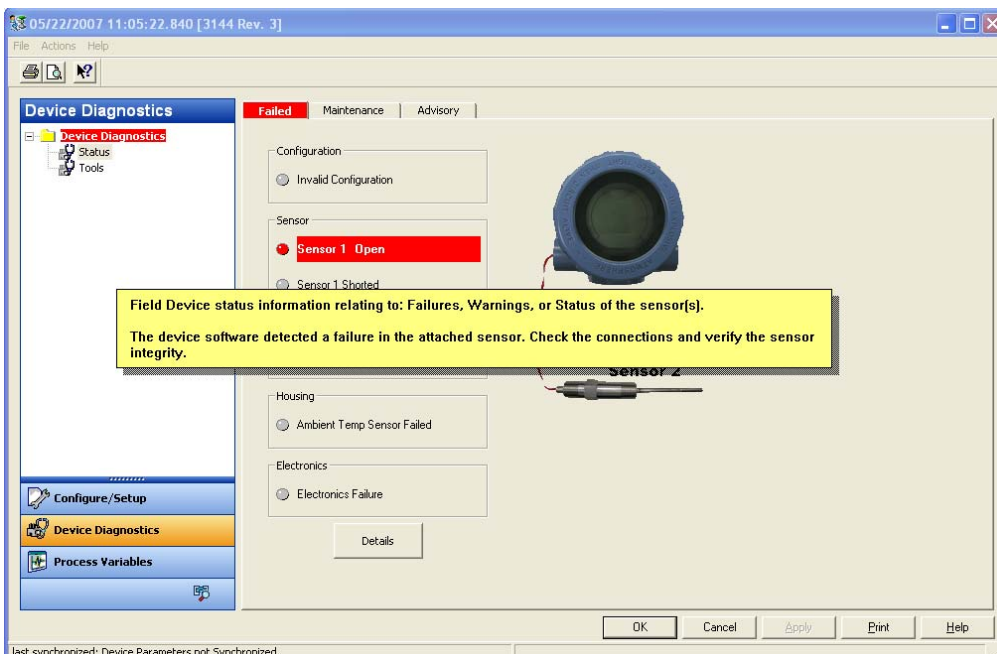 05/22/2007 11:05:22.840 [3144 Rev. 3]
File Actions Help
Device Diagnostics
Device Diagnostics
Status
Tools
Failed Maintenance Advisory
Configuration
Invalid Configuration
Sensor
Sensor 1 Open
Sensor 1 Shorted
Field Device status information relating to: Failures, Warnings, or Status of the sensor(s).
The device software detected a failure in the attached sensor. Check the connections and verify the sensor
integrity.
Sensor 2
Housing
Ambient Temp Sensor Failed
Electronics
Electronics Failure
Details
Configure/Setup
Device Diagnostics
Process Variables
OK Cancel Apply Print Help
last synchronized: Device Parameters not Synchronized